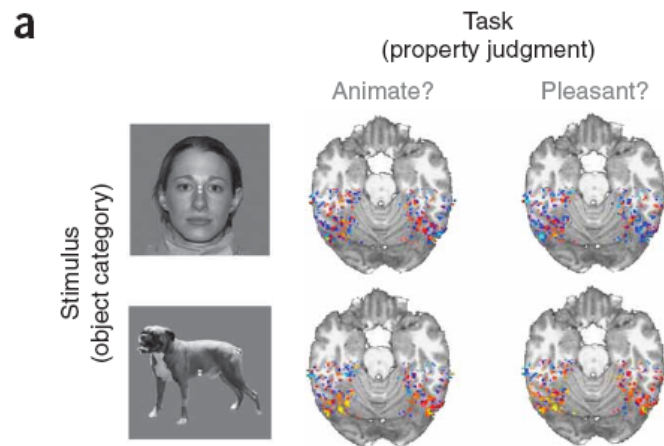 a
Task
(property judgment)
Animate?
Pleasant?
Stimulus
(object category)